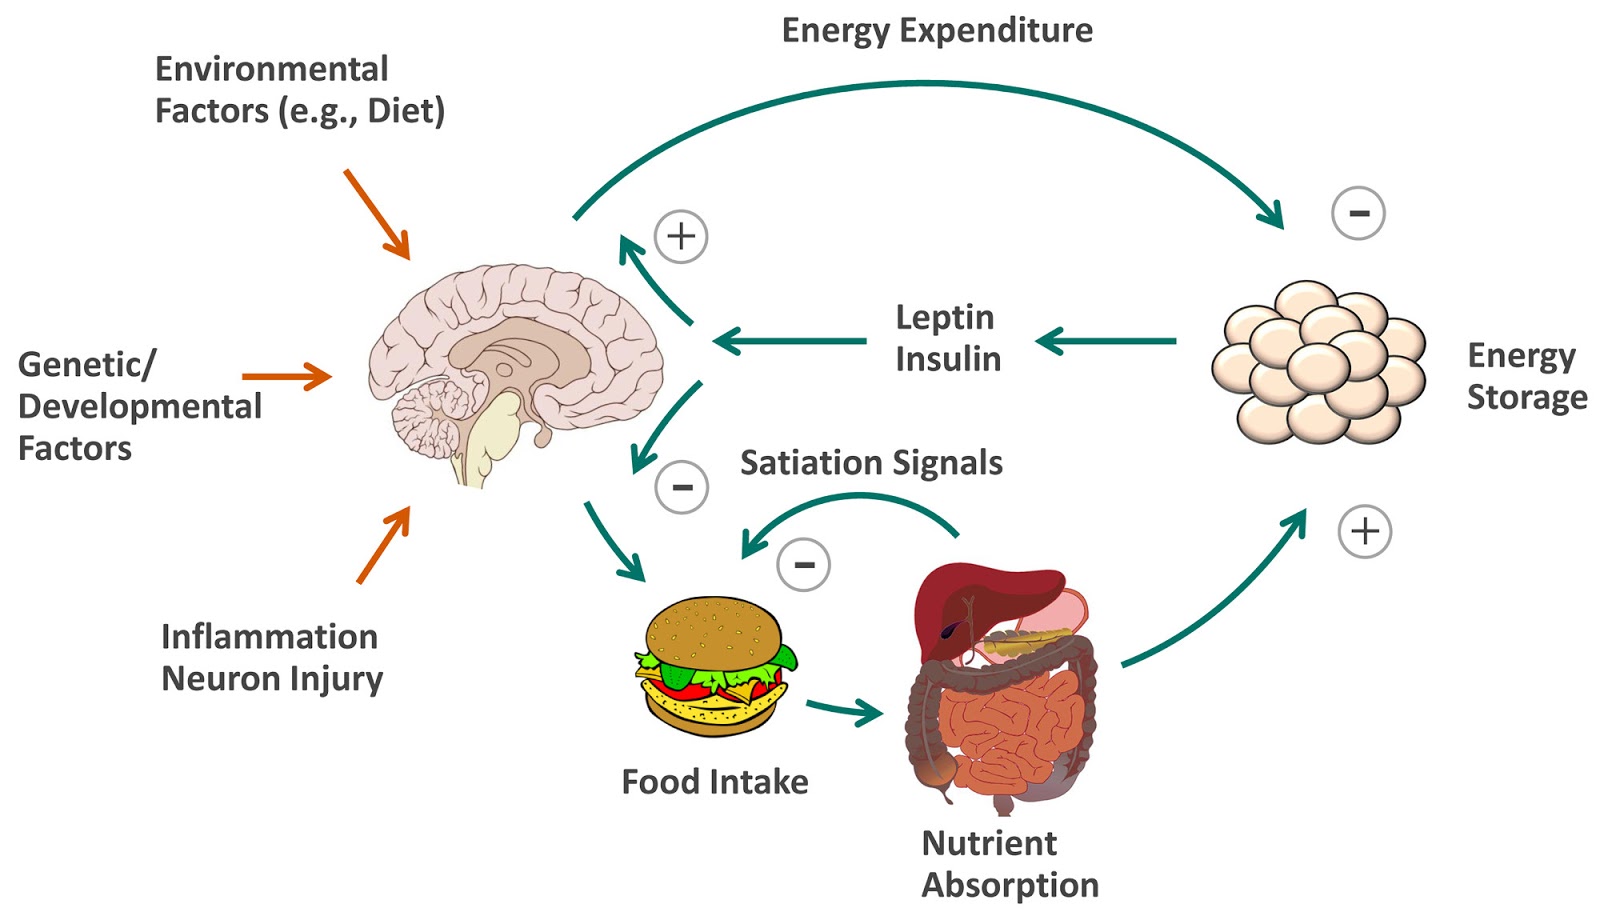 Energy Expenditure
Environmental
Factors (e.g., Diet)
+
-
Leptin
Insulin
Genetic/
Developmental
Factors
Energy
Storage
Satiation Signals
-
+
-
Inflammation
Neuron Injury
Food Intake
Nutrient
Absorption